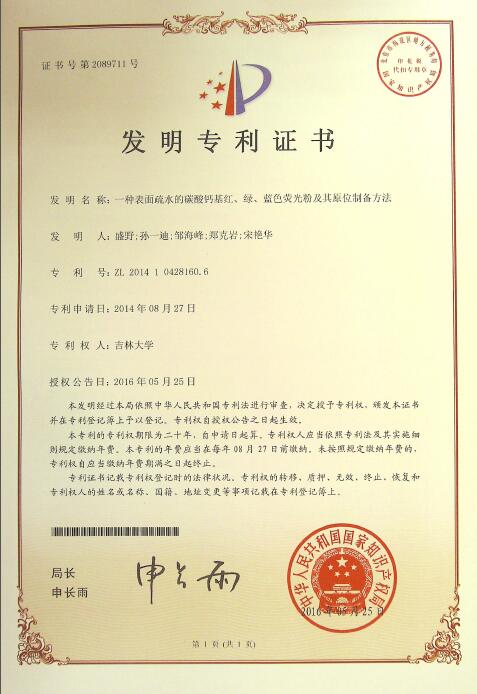 证书号第2089711号
印花税
代扣专用章
国家知识产权局
发明专利证书
发明名称：一种表面疏水的碳酸钙基红、绿、蓝色荧光粉及其原位制备方法
发明人：盛野;孙一迪;邹海峰;郑克岩;宋艳华
专利号：ZL 2014 1 0428160.6
专利申请日：2014年08月27日
专利权人：吉林大学
授权公告日：2016年05月25日
本发明经过本局依照中华人民共和国专利法进行审查，决定授予专利权，颁发本证书
并在专利登记簿上予以登记。专利权自授权公告之日起生效。
本专利的专利权期限为二十年，自申请日起算。专利权人应当依照专利法及其实施细
则规定缴纳年费。本专利的年费应当在每年08月27日前缴纳。未按照规定缴纳年费的，
专利权自应当缴纳年费期满之日起终止。
专利证书记载专利权登记时的法律状况。专利权的转移、质押、无效、终止、恢复和
专利权人的姓名或名称、国籍、地址变更等事项记载在专利登记簿上。
局长
申长雨
申长雨
中华人民共和国国家知识产权局
2016年05月25日
第1页(共1页)